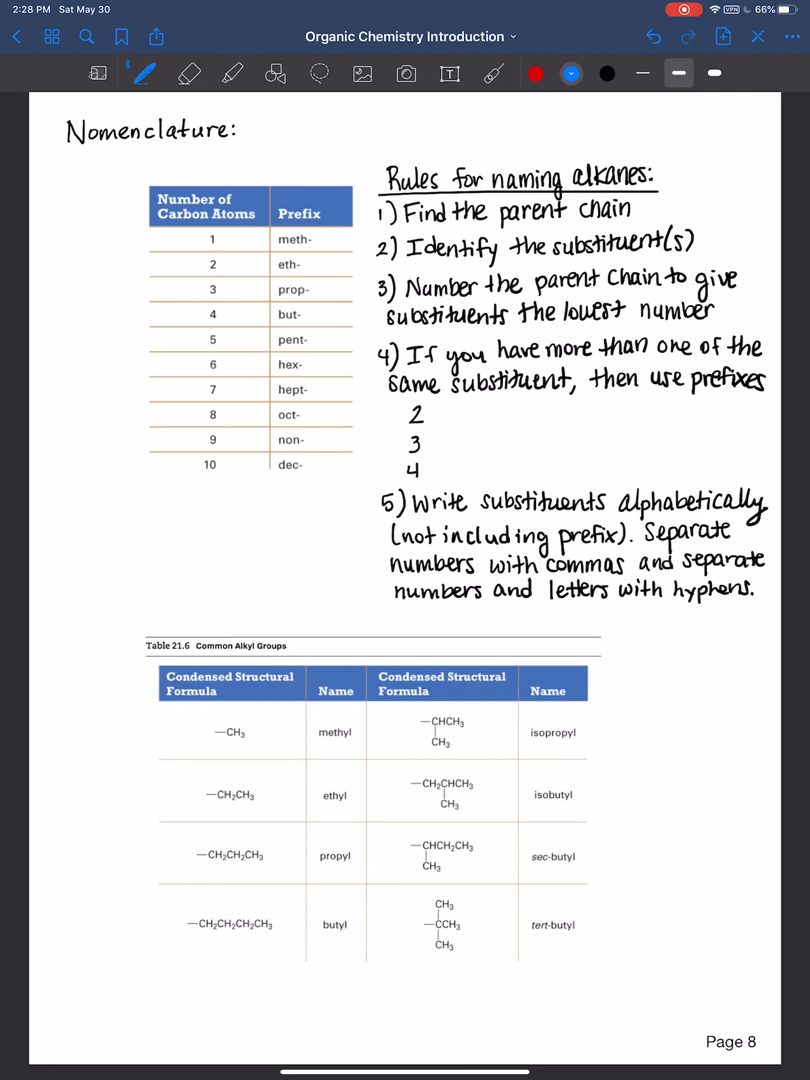 2:28 PM Sat May 30
VPN 66%
Organic Chemistry Introduction
T
Nomenclature:
Number of
Carbon Atoms Prefix
1 meth-
2 eth-
3 prop-
4 but-
5 pent-
6 hex-
7 hept-
8 oct-
9 non-
10 dec-
Rules for naming alkanes:
1) Find the parent chain
2) Identify the substituent(s)
3) Number the parent chain to give
substituents the lowest number
4) If you have more than one of the
same substituent, then use prefixes
2
3
4
5) Write substituents alphabetically
(not including prefix). Separate
numbers with commas and separate
numbers and letters with hyphens.
Table 21.6 Common Alkyl Groups
Condensed Structural Formula Name Condensed Structural Formula Name
—CH₃ methyl —CHCH₃ isopropyl
CH₃
—CH₂CH₃ ethyl —CH₂CHCH₃ isobutyl
CH₃
—CH₂CH₂CH₃ propyl —CHCH₂CH₃ sec-butyl
CH₃
CH₃
—CH₂CH₂CH₂CH₃ butyl —CCH₃ tert-butyl
CH₃
Page 8